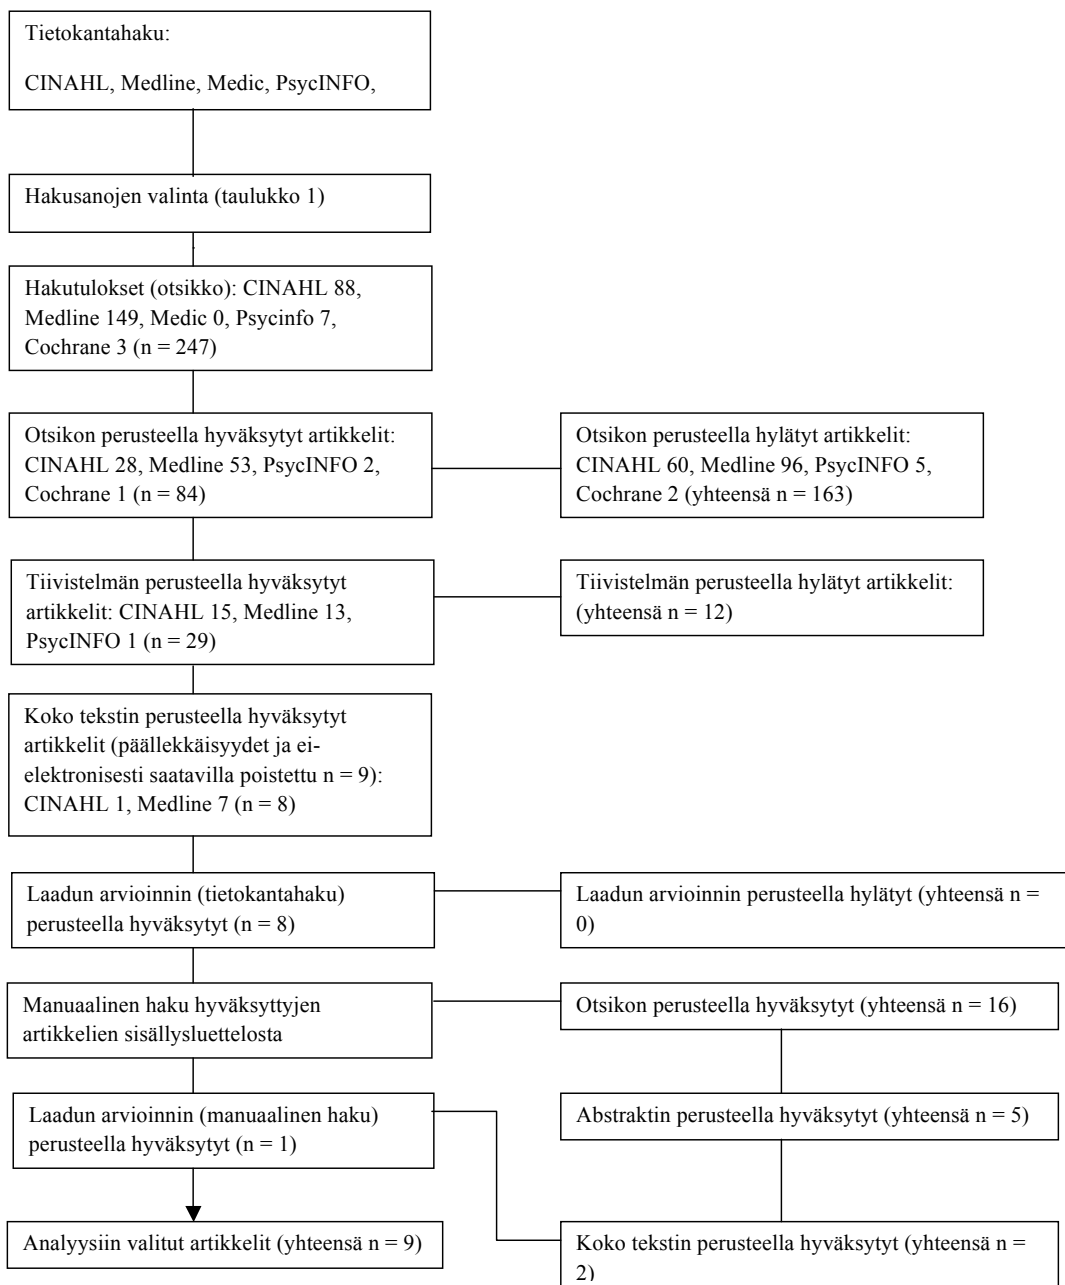 Tietokantahaku:
CINAHL, Medline, Medic, PsycINFO,
Hakusanojen valinta (taulukko 1)
Hakutulokset (otsikko): CINAHL 88,
Medline 149, Medic 0, Psycinfo 7,
Cochrane 3 (n = 247)
Otsikon perusteella hyväksytyt artikkelit:
CINAHL 28, Medline 53, PsycINFO 2,
Cochrane 1 (n = 84)
Otsikon perusteella hylätyt artikkelit:
CINAHL 60, Medline 96, PsycINFO 5,
Cochrane 2 (yhteensä n = 163)
Tiivistelmän perusteella hyväksytyt
artikkelit: CINAHL 15, Medline 13,
PsycINFO 1 (n = 29)
Tiivistelmän perusteella hylätyt artikkelit:
(yhteensä n = 12)
Koko tekstin perusteella hyväksytyt
artikkelit (päällekkäisyydet ja ei-
elektronisesti saatavilla poistettu n = 9):
CINAHL 1, Medline 7 (n = 8)
Laadun arvioinnin (tietokantahaku)
perusteella hyväksytyt (n = 8)
Laadun arvioinnin perusteella hylätyt (yhteensä n =
0)
Manuaalinen haku hyväksyttyjen
artikkelien sisällysluettelosta
Otsikon perusteella hyväksytyt (yhteensä n = 16)
Laadun arvioinnin (manuaalinen haku)
perusteella hyväksytyt (n = 1)
Abstraktin perusteella hyväksytyt (yhteensä n = 5)
Analyysiin valitut artikkelit (yhteensä n = 9)
Koko tekstin perusteella hyväksytyt (yhteensä n =
2)